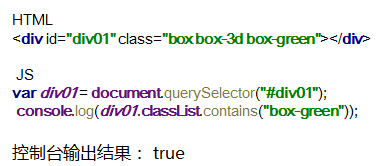 HTML
<div id="div01" class="box box-3d box-green"></div>
JS
var div01 = document.querySelector("#div01");
console.log(div01.classList.contains("box-green"));
控制台输出结果： true